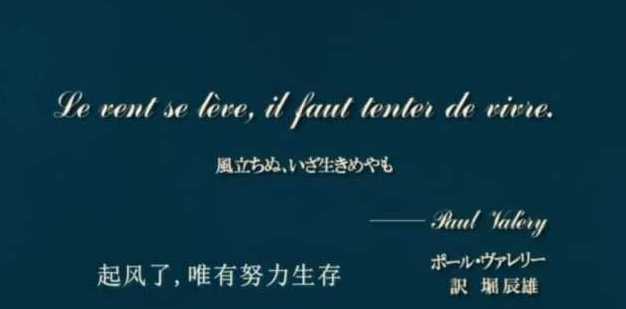 Le vent se lève, il faut tenter de vivre.
風立ちぬ、いざ生きめやも
—— Paul Valéry
ポール・ヴァレリー
訳　堀 辰雄
起风了,唯有努力生存